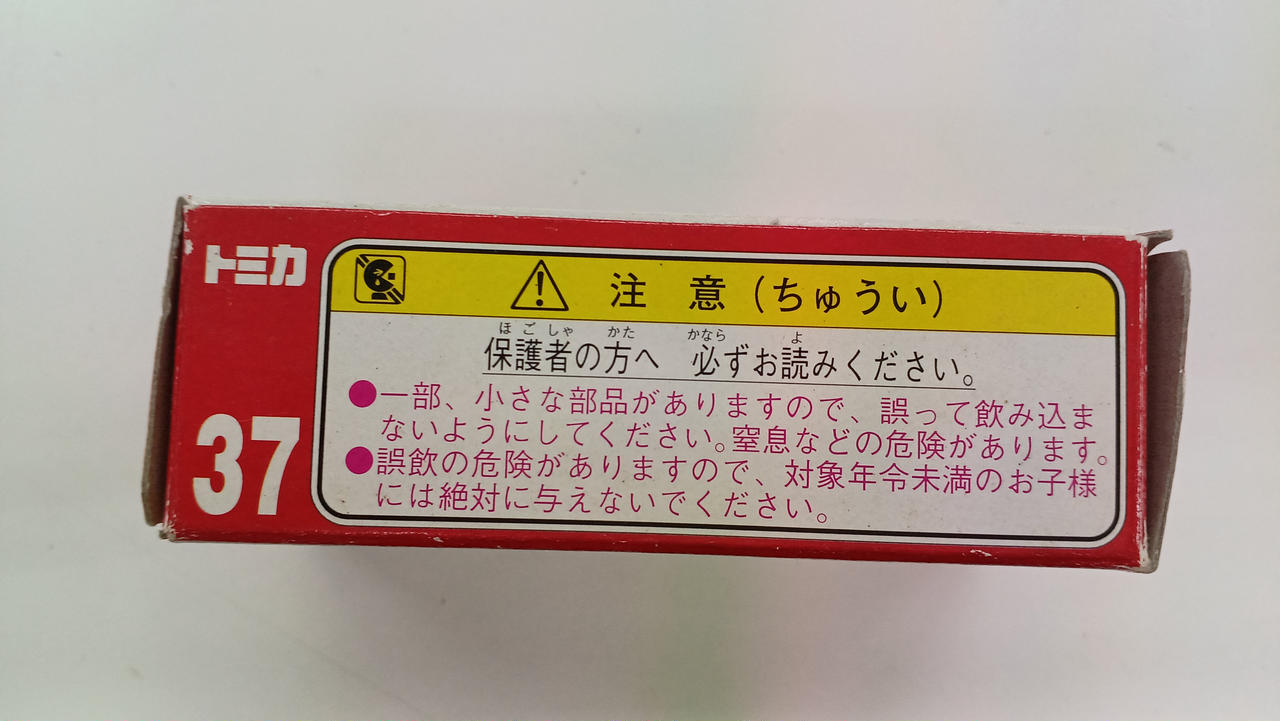 トミカ
37
注 意 (ちゅうい)
ほごしゃ かた かなら よ
保護者の方へ 必ずお読みください。
●一部、小さな部品がありますので、誤って飲み込ま
ないようにしてください。窒息などの危険があります。
●誤飲の危険がありますので、対象年令未満のお子様
には絶対に与えないでください。